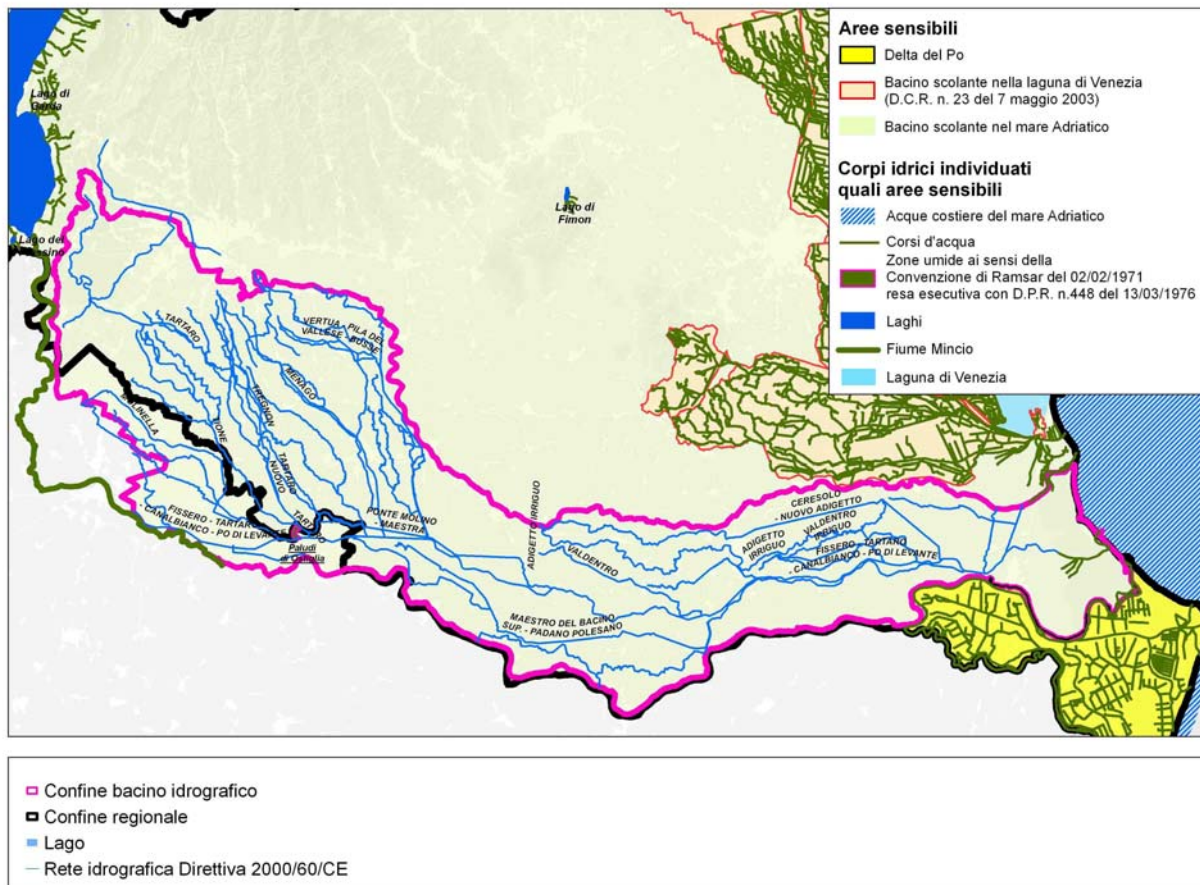 Aree sensibili
Delta del Po
Bacino scolante nella laguna di Venezia
(D.C.R. n. 23 del 7 maggio 2003)
Bacino scolante nel mare Adriatico
Corpi idrici individuati
quali aree sensibili
Acque costiere del mare Adriatico
Corsi d'acqua
Zone umide ai sensi della
Convenzione di Ramsar del 02/02/1971
resa esecutiva con D.P.R. n.448 del 13/03/1976
Laghi
Fiume Mincio
Laguna di Venezia
Lago di
Garda
Lago di
Fimon
Lago del
TARTARO
VERTUA - PILA DEL
VALLESE - BUSSE
MENAGO
TREGNON
MOLINELLA
TIONE
TARTARO
NUOVO
TARTARO
FISSERO - TARTARO
- CANALBIANCO - PO DI LEVANTE
Paludi
di Ostiglia
PONTE MOLINO
- MAESTRA
ADIGETTO IRRIGUO
VALDENTRO
CERESOLO
- NUOVO ADIGETTO
ADIGETTO
IRRIGUO
VALDENTRO
IRRIGUO
FISSERO - TARTARO
- CANALBIANCO - PO DI LEVANTE
MAESTRO DEL BACINO
SUP. - PADANO POLESANO
Confine bacino idrografico
Confine regionale
Lago
Rete idrografica Direttiva 2000/60/CE